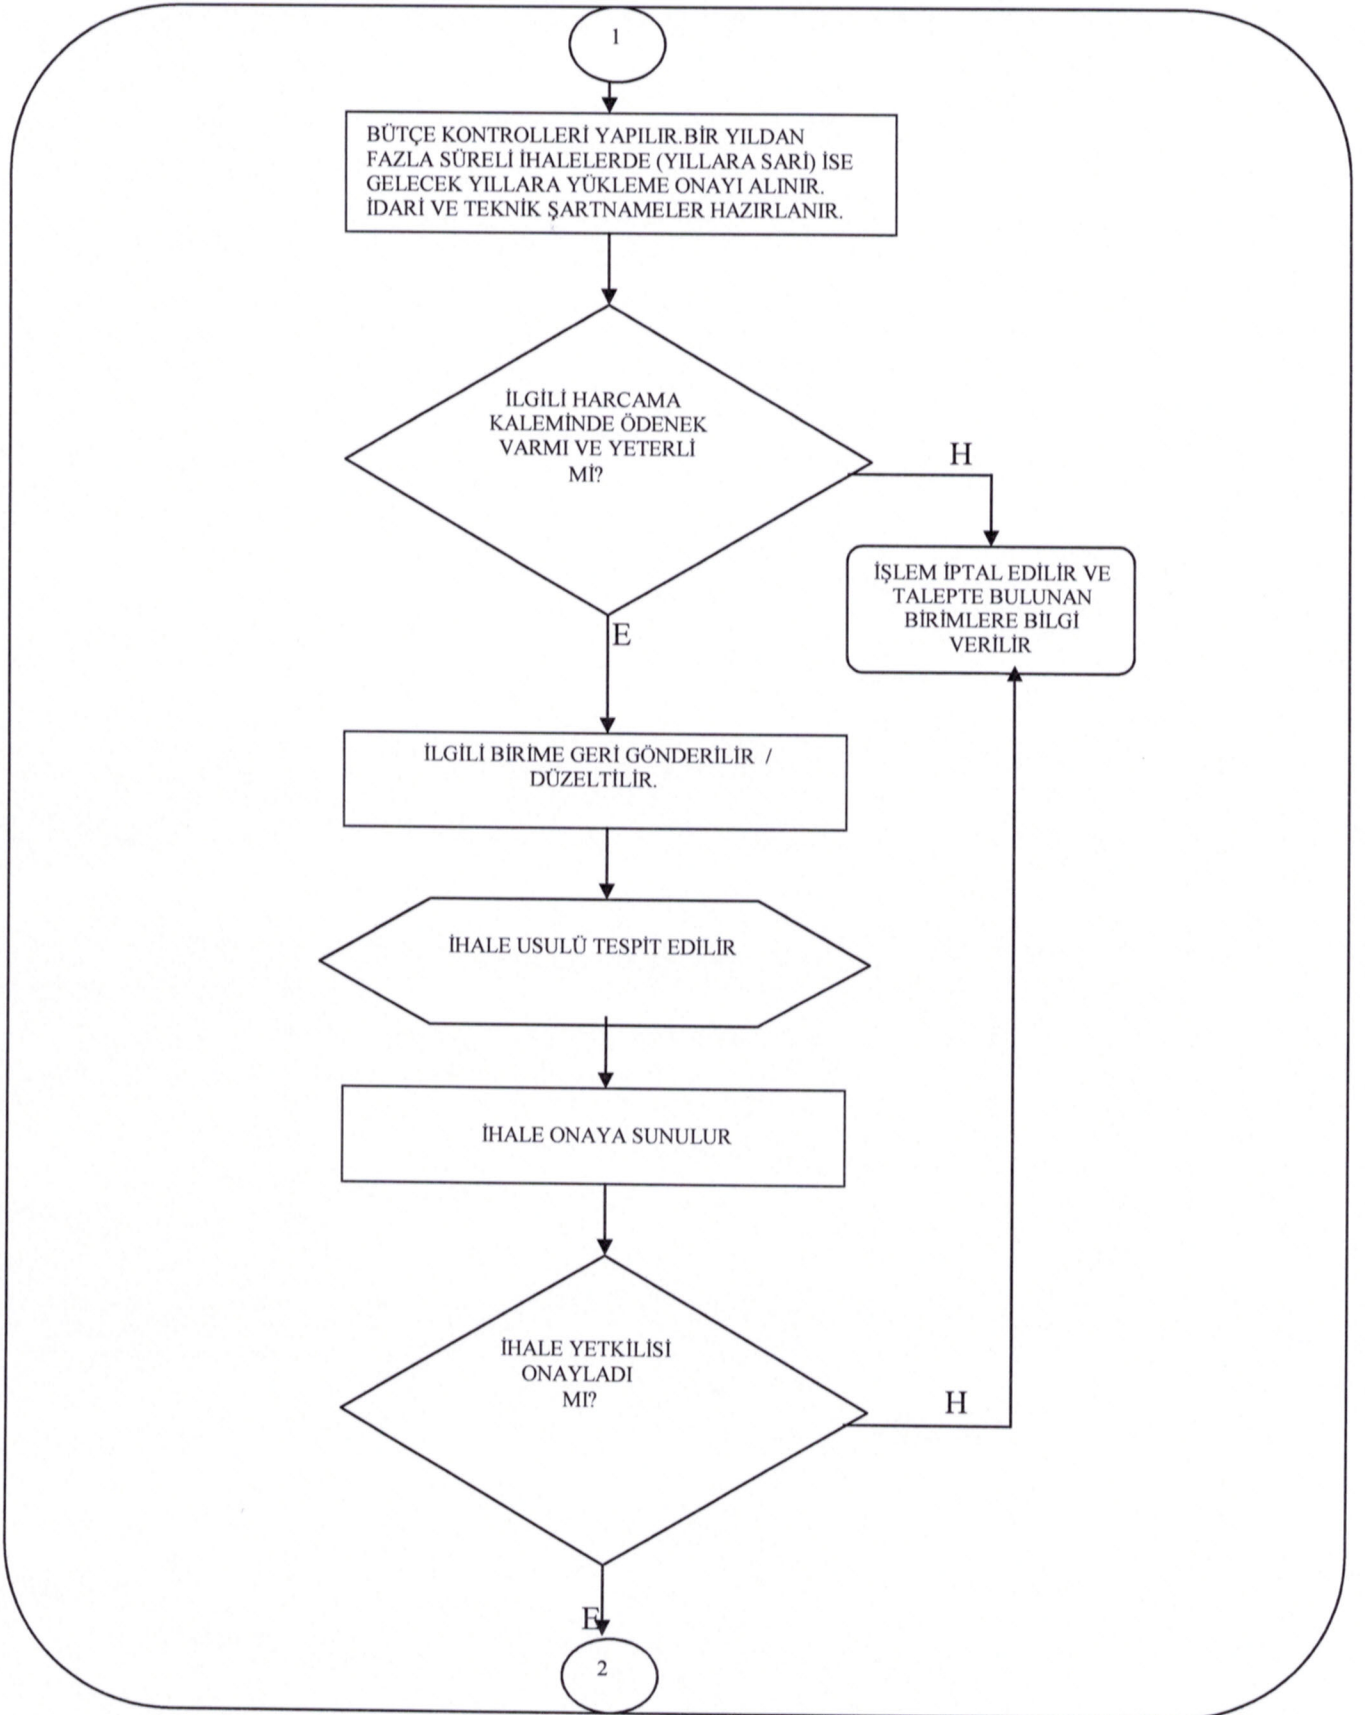 1
BÜTÇE KONTROLLERİ YAPILIR.BİR YILDAN
FAZLA SÜRELİ İHALELERDE (YILLARA SARİ) İSE
GELECEK YILLARA YÜKLEME ONAYI ALINIR.
İDARİ VE TEKNİK ŞARTNAMELER HAZIRLANIR.
İLGİLİ HARCAMA
KALEMİNDE ÖDENEK
VARMI VE YETERLİ
Mİ?
H
İŞLEM İPTAL EDİLİR VE
TALEPTE BULUNAN
BİRİMLERE BİLGİ
VERİLİR
E
İLGİLİ BİRİME GERİ GÖNDERİLİR /
DÜZELTİLİR.
İHALE USULÜ TESPİT EDİLİR
İHALE ONAYA SUNULUR
İHALE YETKİLİSİ
ONAYLADI
MI?
H
E
2